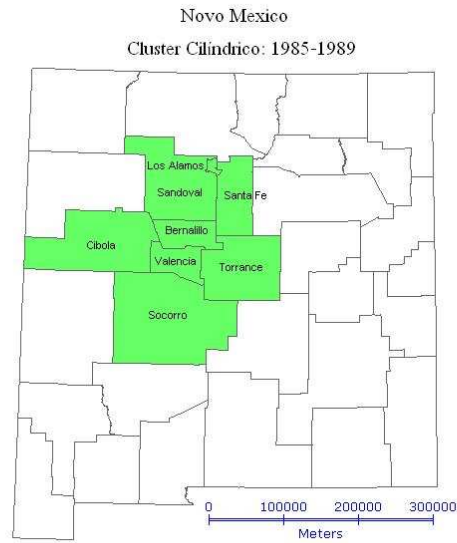 Novo Mexico
Cluster Cilíndrico: 1985-1989
Los Alamos
Sandoval
Santa Fe
Bernalillo
Cibola
Valencia
Torrance
Socorro
0 100000 200000 300000
Meters